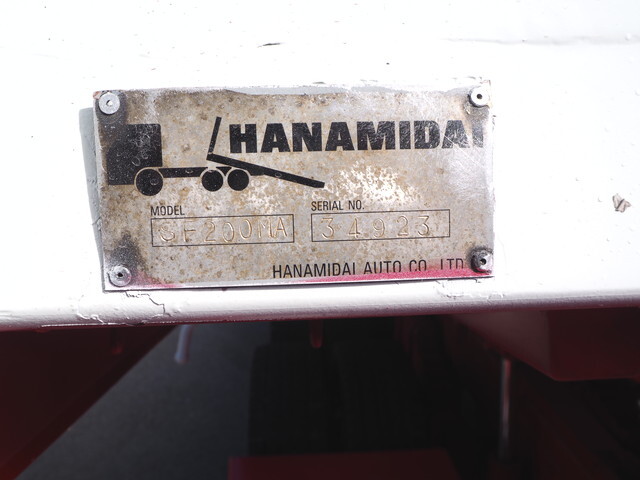 HANAMIDAI
MODEL SERIAL NO.
34923
HANAMIDAI AUTO CO. LTD.